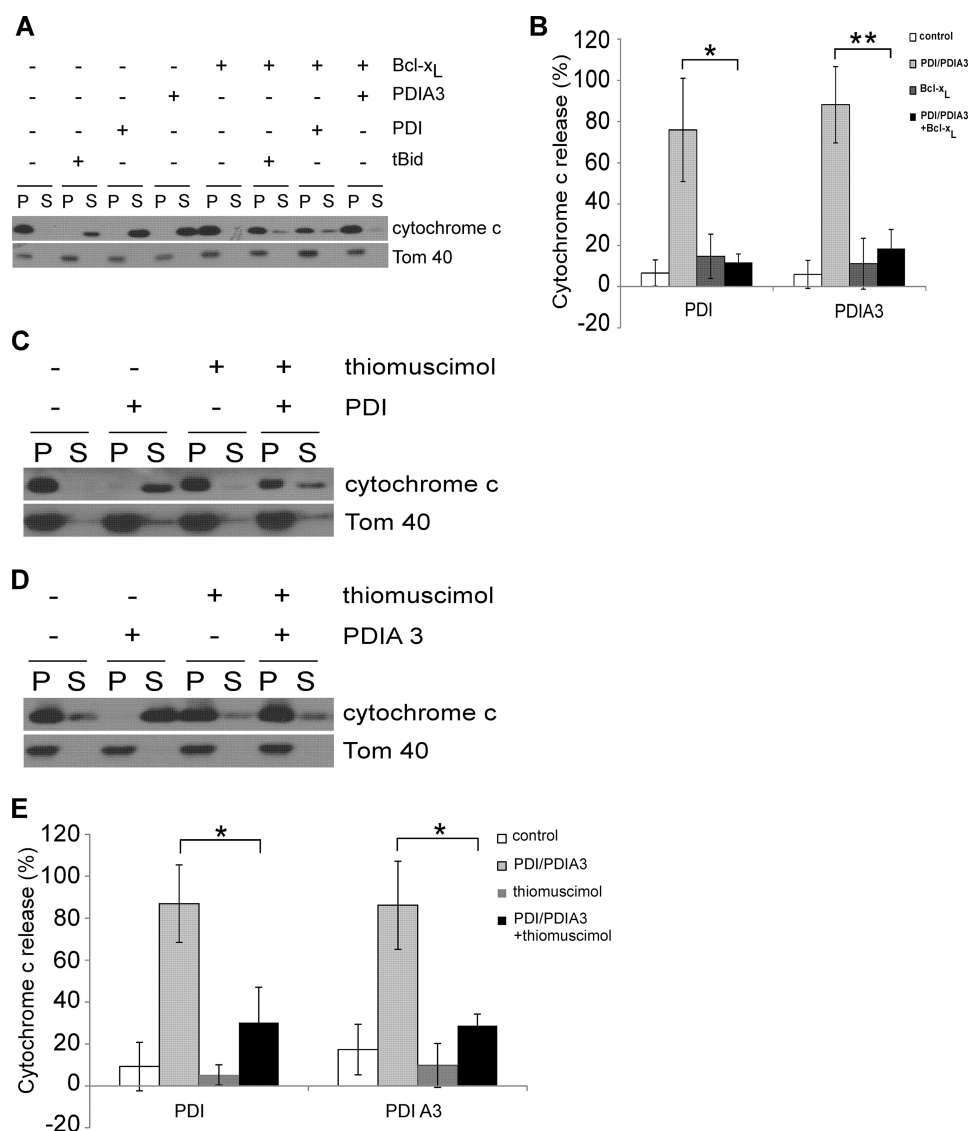 A
- - - - + + + + Bcl-xL
- - - + - - - + PDIA3
- - + - - - + - PDI
- + - - - + - - tBid
P S P S P S P S P S P S P S P S
cytochrome c
Tom 40
B
Cytochrome c release (%)
120
100
80
60
40
20
0
-20
*
**
PDI
PDIA3
control
PDI/PDIA3
Bcl-xL
PDI/PDIA3
+Bcl-xL
C
- - + + thiomuscimol
- + - + PDI
P S P S P S P S
cytochrome c
Tom 40
D
- - + + thiomuscimol
- + - + PDIA 3
P S P S P S P S
cytochrome c
Tom 40
E
Cytochrome c release (%)
120
100
80
60
40
20
0
-20
*
*
PDI
PDI A3
control
PDI/PDIA3
thiomuscimol
PDI/PDIA3
+thiomuscimol